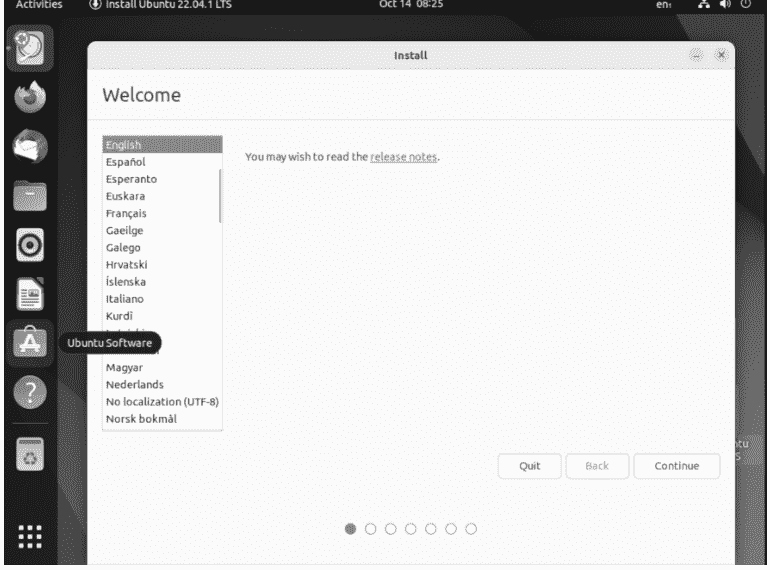 Activities Install Ubuntu 22.04.1 LTS Oct 14 08:25 en₁
Install
Welcome
English
Español
Esperanto
Euskara
Français
Gaeilge
Galego
Hrvatski
Íslenska
Italiano
Kurdî
Magyar
Nederlands
No localization (UTF-8)
Norsk bokmål
You may wish to read the release notes.
Ubuntu Software
Quit Back Continue